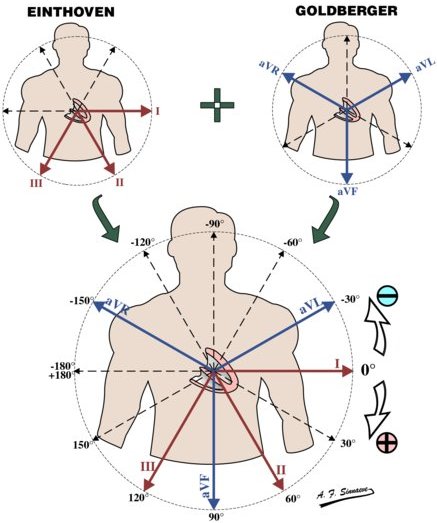 EINTHOVEN
GOLDBERGER
aVR
aVL
I
III
II
aVF
-90°
-120°
-60°
-150°
aVR
aVL
-30°
I
0°
-180°
+180°
150°
30°
III
II
aVF
120°
60°
90°
A. F. Sinnaeve